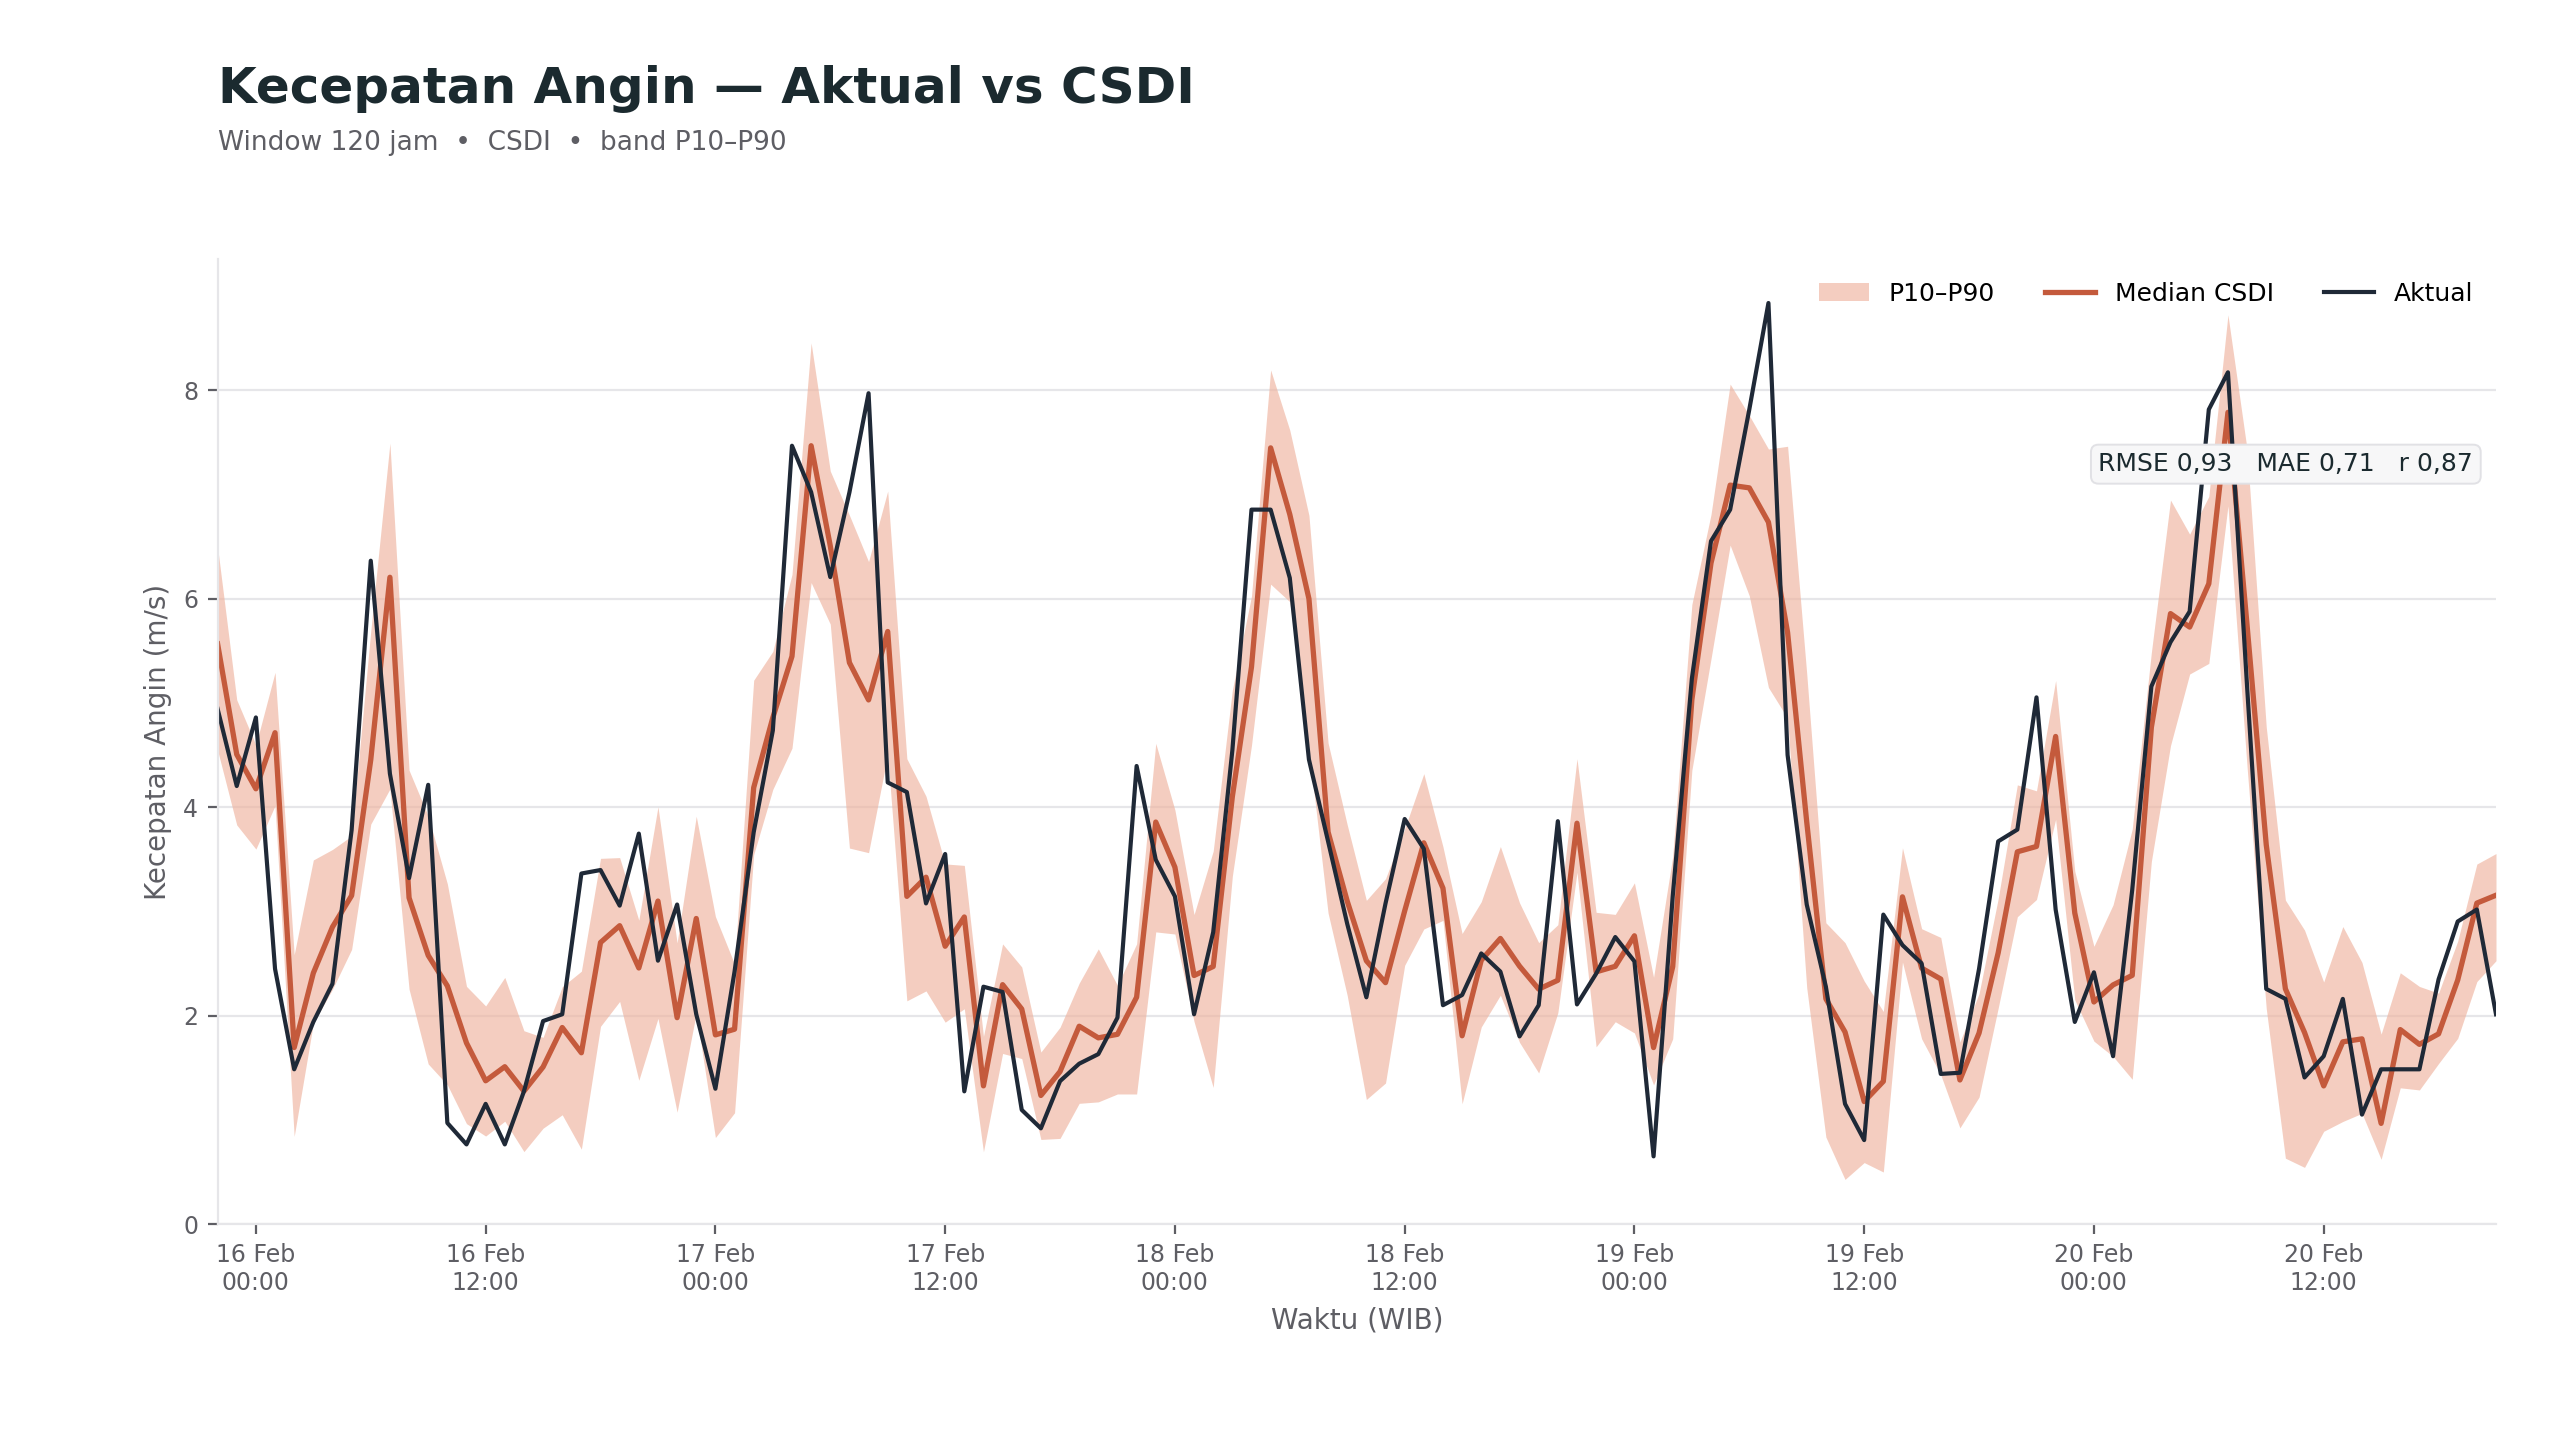 Kecepatan Angin — Aktual vs CSDI
Window 120 jam • CSDI • band P10–P90
P10–P90 Median CSDI Aktual
RMSE 0,93 MAE 0,71 r 0,87
Kecepatan Angin (m/s)
8
6
4
2
0
16 Feb 16 Feb 17 Feb 17 Feb 18 Feb 18 Feb 19 Feb 19 Feb 20 Feb 20 Feb
00:00 12:00 00:00 12:00 00:00 12:00 00:00 12:00 00:00 12:00
Waktu (WIB)